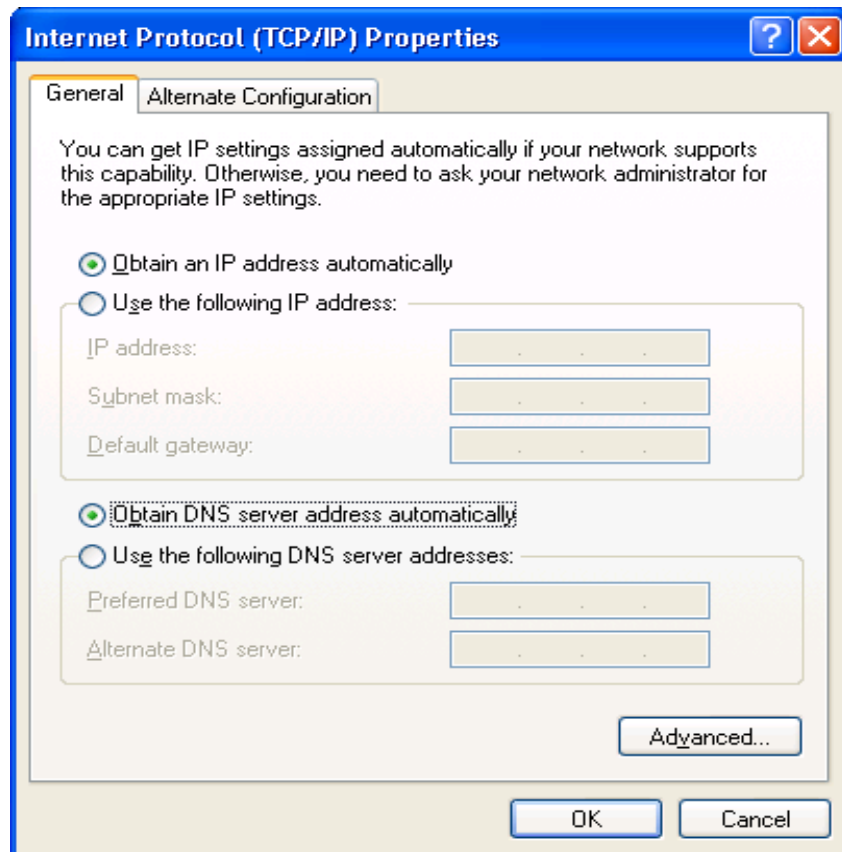 Internet Protocol (TCP/IP) Properties
General
Alternate Configuration
You can get IP settings assigned automatically if your network supports
this capability. Otherwise, you need to ask your network administrator for
the appropriate IP settings.
Obtain an IP address automatically
Use the following IP address:
IP address:
Subnet mask:
Default gateway:
Obtain DNS server address automatically
Use the following DNS server addresses:
Preferred DNS server:
Alternate DNS server:
Advanced...
OK
Cancel